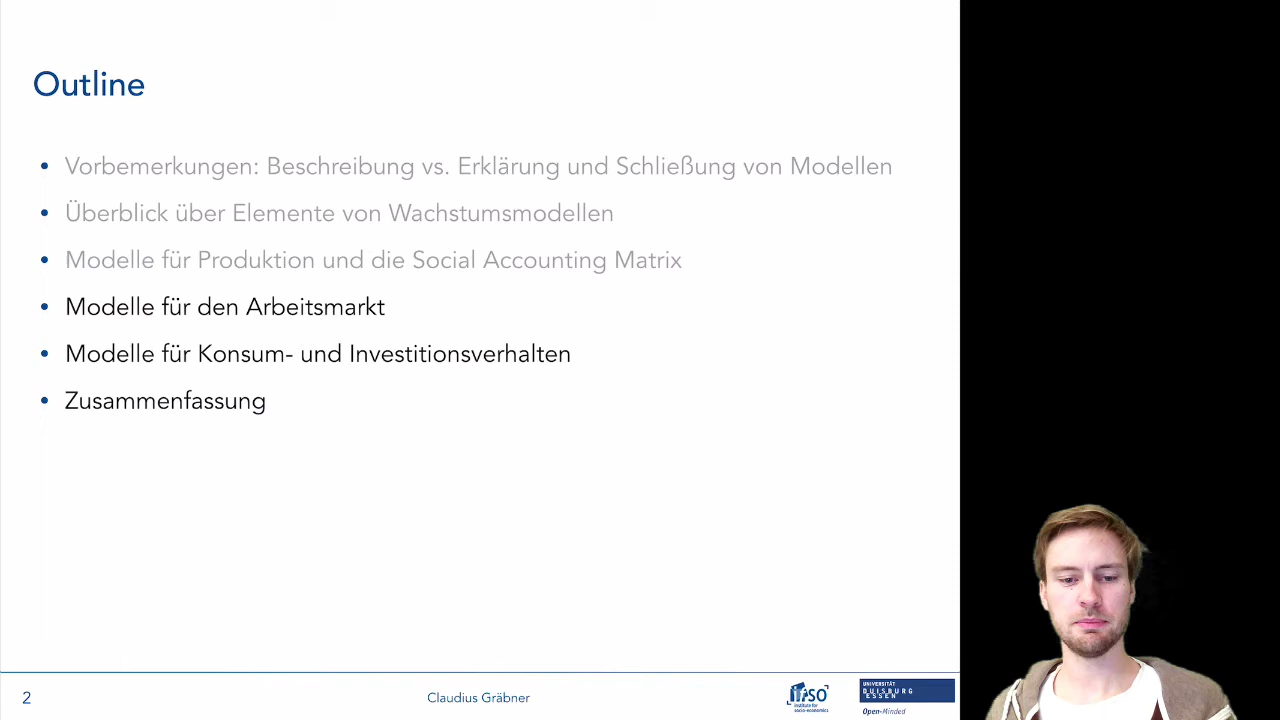 Outline
• Vorbemerkungen: Beschreibung vs. Erklärung und Schließung von Modellen
• Überblick über Elemente von Wachstumsmodellen
• Modelle für Produktion und die Social Accounting Matrix
• Modelle für den Arbeitsmarkt
• Modelle für Konsum- und Investitionsverhalten
• Zusammenfassung
2
Claudius Gräbner
ifso
institute for
socio-economics
UNIVERSITÄT
DUISBURG
ESSEN
Open-Minded